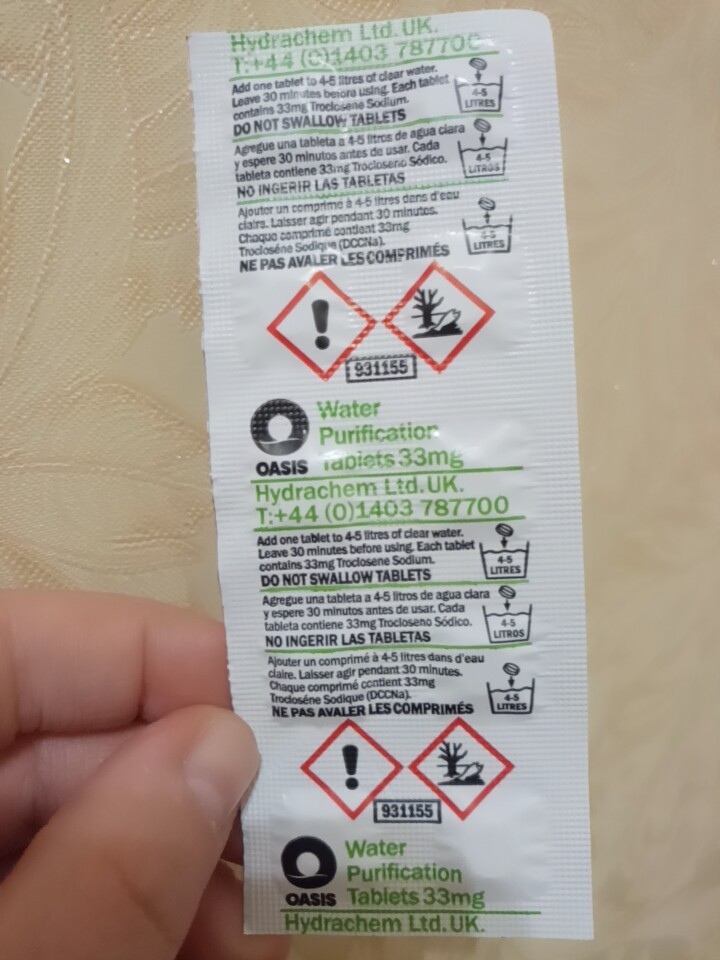 Hydrachem Ltd. UK.
T:+44 (0)1403 787700
Add one tablet to 4-5 litres of clear water.
Leave 30 minutes before using. Each tablet
contains 33mg Troclosene Sodium.
DO NOT SWALLOW TABLETS
4-5
LITRES
Agregue una tableta a 4-5 litros de agua clara
y espere 30 minutos antes de usar. Cada
tableta contiene 33mg Trocloseno Sódico.
NO INGERIR LAS TABLETAS
4-5
LITROS
Ajouter un comprimé à 4-5 litres dans d'eau
claire. Laisser agir pendant 30 minutes.
Chaque comprimé contient 33mg
Trocloséne Sodique (DCCNa).
NE PAS AVALER LES COMPRIMÉS
4-5
LITRES
931155
OASIS
Water
Purification
Tablets 33mg
Hydrachem Ltd. UK.
T:+44 (0)1403 787700
Add one tablet to 4-5 litres of clear water.
Leave 30 minutes before using. Each tablet
contains 33mg Troclosene Sodium.
DO NOT SWALLOW TABLETS
4-5
LITRES
Agregue una tableta a 4-5 litros de agua clara
y espere 30 minutos antes de usar. Cada
tableta contiene 33mg Trocloseno Sódico.
NO INGERIR LAS TABLETAS
4-5
LITROS
Ajouter un comprimé à 4-5 litres dans d'eau
claire. Laisser agir pendant 30 minutes.
Chaque comprimé contient 33mg
Trocloséne Sodique (DCCNa).
NE PAS AVALER LES COMPRIMÉS
4-5
LITRES
931155
OASIS
Water
Purification
Tablets 33mg
Hydrachem Ltd. UK.